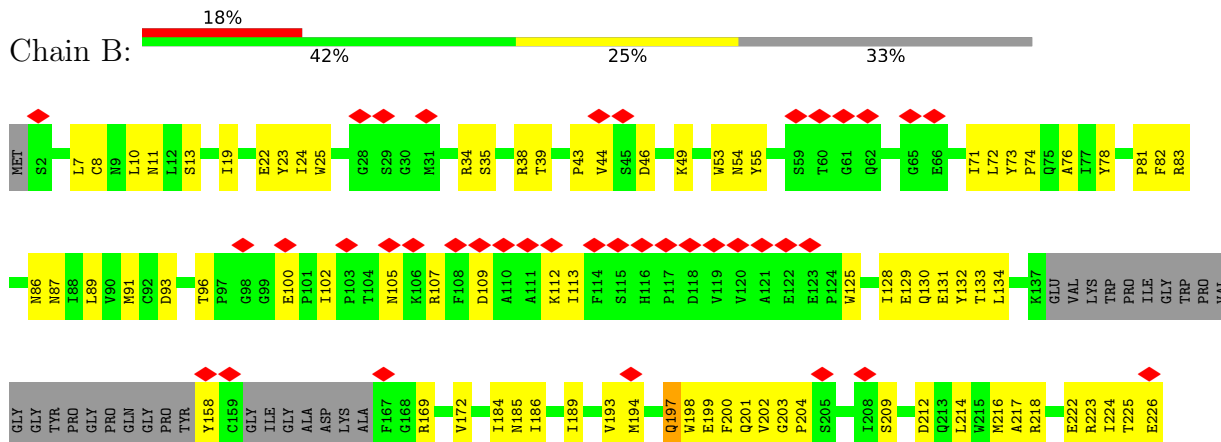 18%
Chain B:
42% 25% 33%
MET S2 L7 C8 N9 L10 N11 L12 S13 I19 E22 Y23 I24 W25 G28 S29 G30 M31 R34 S35 R38 T39 P43 V44 S45 D46 K49 W53 N54 Y55 S59 T60 G61 Q62 G65 E66 I71 L72 Y73 P74 Q75 A76 I77 Y78 P81 F82 R83
N86 N87 I88 L89 V90 M91 C92 D93 T96 P97 G98 G99 E100 P101 I102 P103 T104 N105 K106 R107 F108 D109 A110 A111 K112 I113 F114 S115 H116 P117 D118 V119 V120 A121 E122 E123 P124 W125 I128 E129 Q130 E131 Y132 T133 L134 K137 GLU VAL LYS TRP PRO ILE GLY TRP PRO VAL
GLY GLY TYR PRO GLY PRO GLN GLY PRO TYR Y158 C159 GLY ILE GLY ALA ASP LYS ALA F167 G168 R169 V172 I184 N185 I186 I189 V193 M194 Q197 W198 E199 F200 Q201 V202 G203 P204 S205 I208 S209 D212 Q213 L214 W215 M216 A217 R218 E222 R223 I224 T225 E226